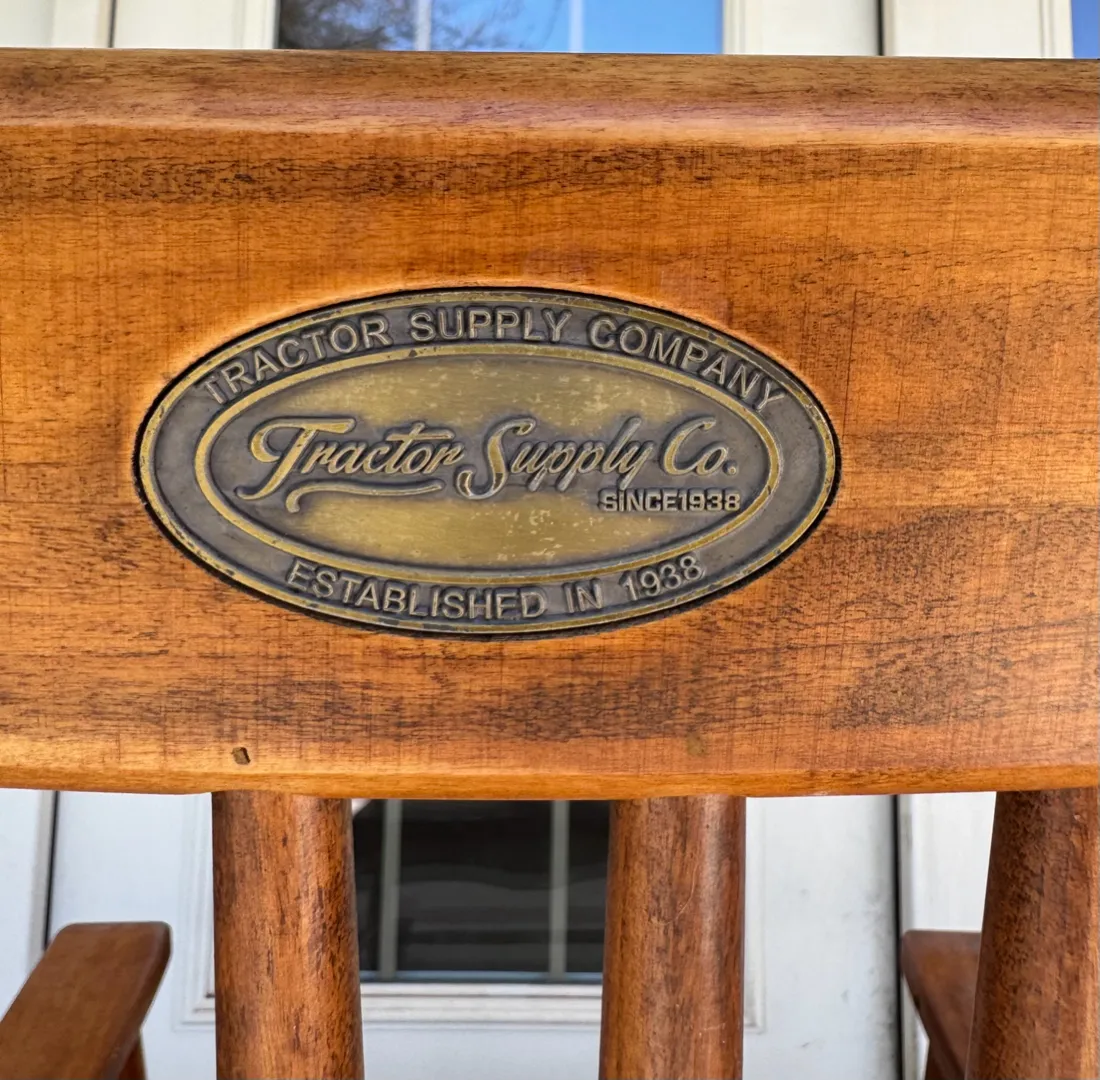 TRACTOR SUPPLY COMPANY
Tractor Supply Co.
SINCE1938
ESTABLISHED IN 1938